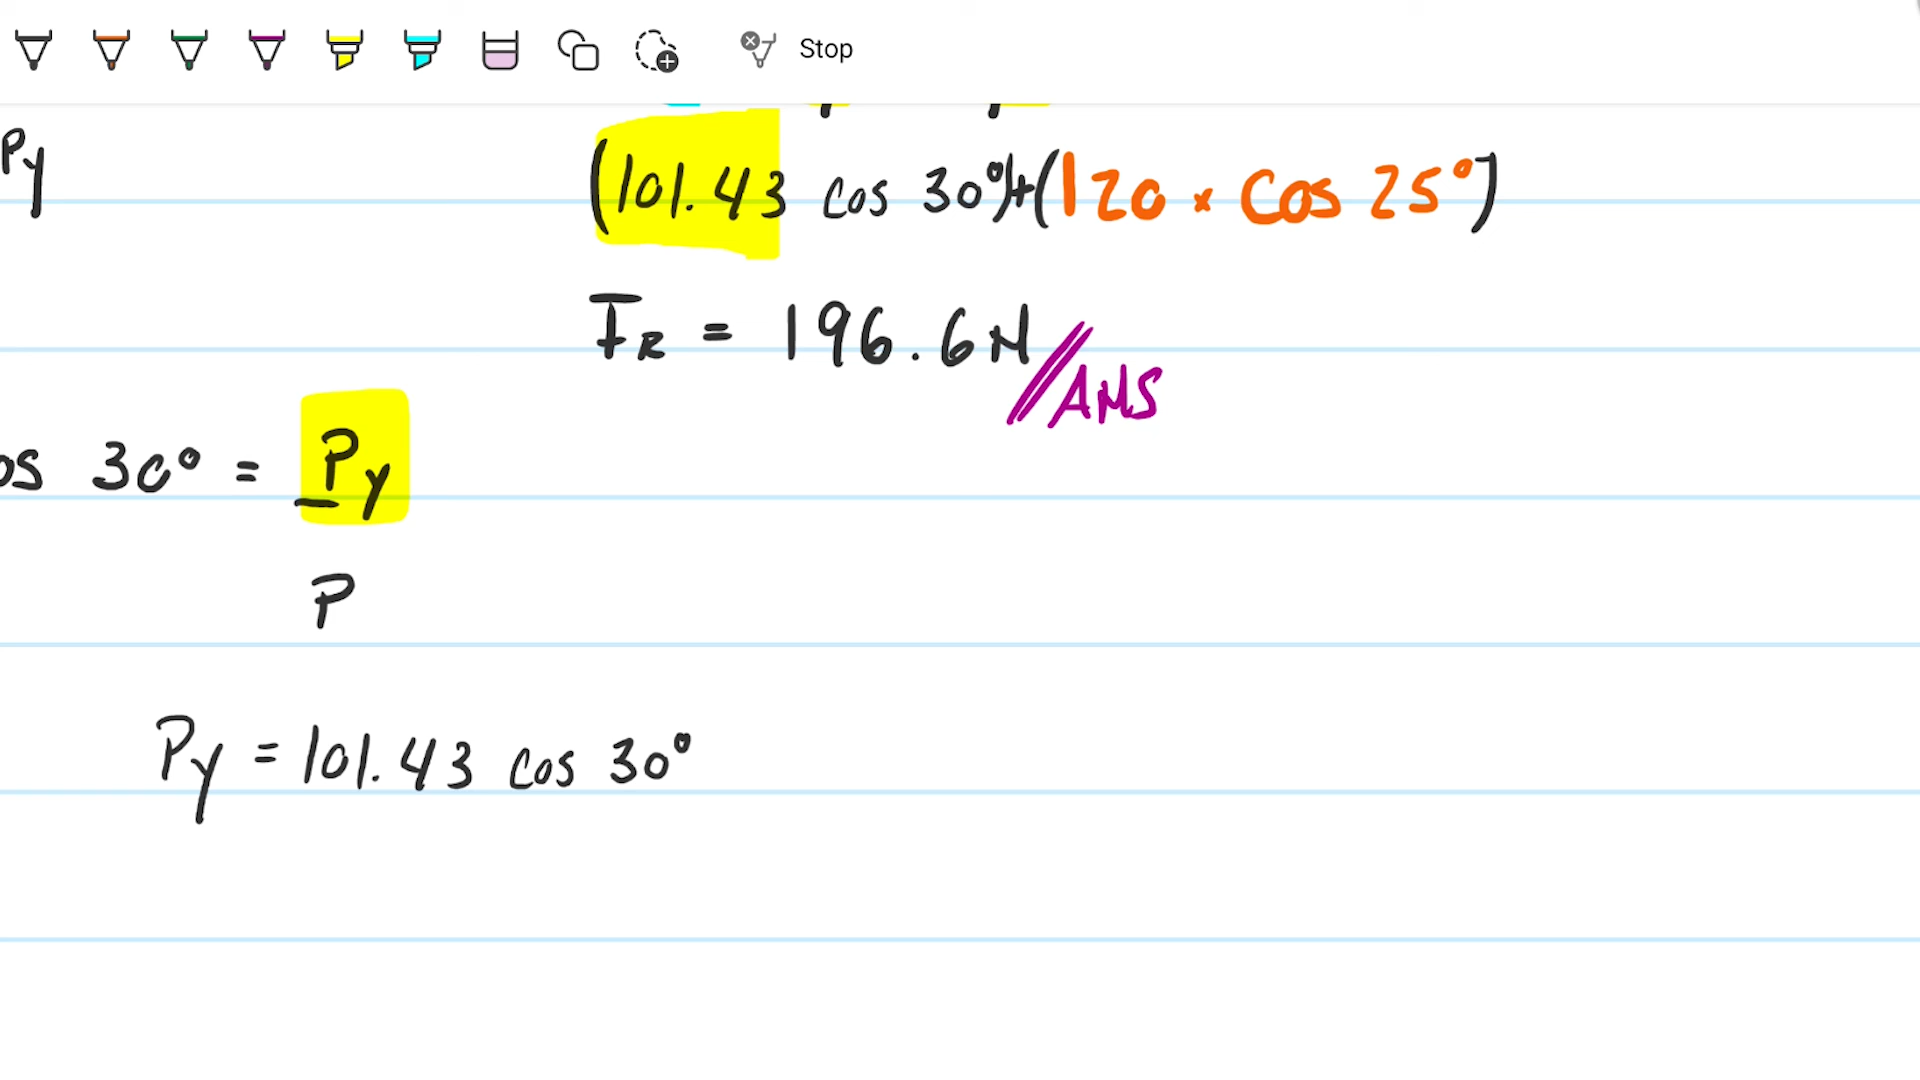 Stop
Py
(101.43 cos 30°)+(120 × cos 25°)
FR = 196.6N
ANS
os 30° = Py
P
Py = 101.43 cos 30°